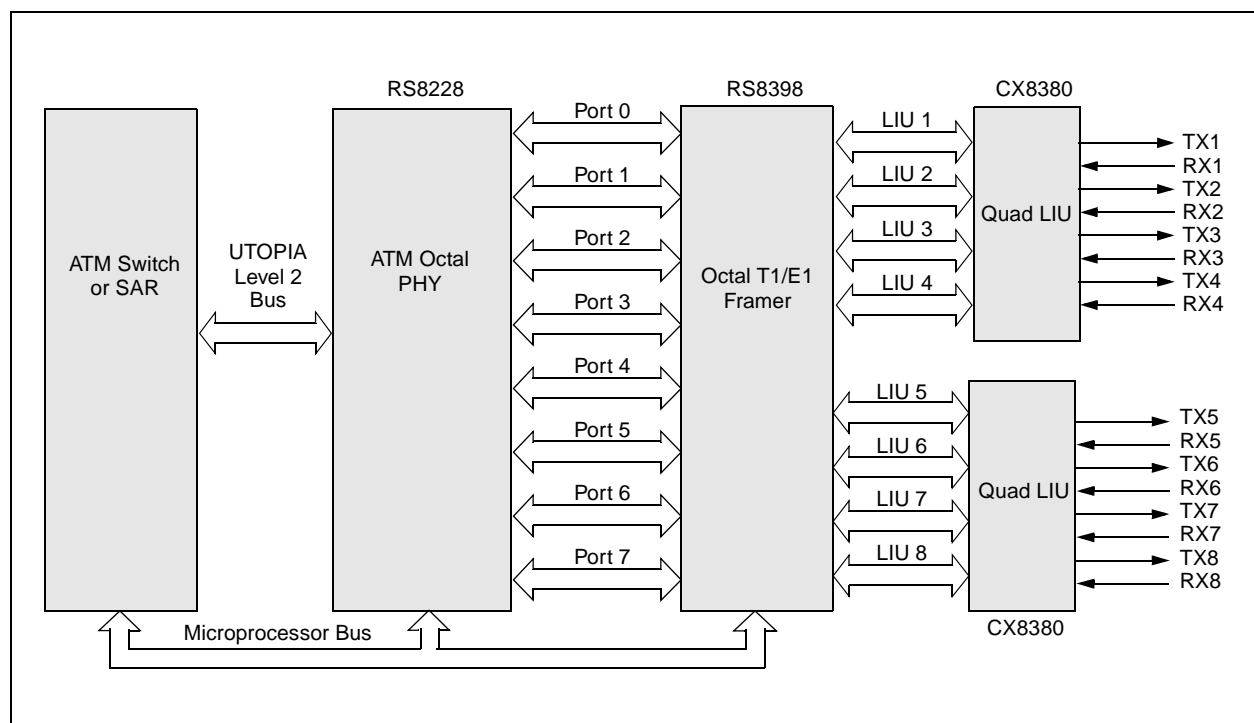 RS8228
RS8398
CX8380
Port 0
Port 1
Port 2
Port 3
Port 4
Port 5
Port 6
Port 7
LIU 1
LIU 2
LIU 3
LIU 4
LIU 5
LIU 6
LIU 7
LIU 8
ATM Switch
or SAR
UTOPIA
Level 2
Bus
ATM Octal
PHY
Octal T1/E1
Framer
Quad LIU
TX1
RX1
TX2
RX2
TX3
RX3
TX4
RX4
Quad LIU
TX5
RX5
TX6
RX6
TX7
RX7
TX8
RX8
CX8380
Microprocessor Bus